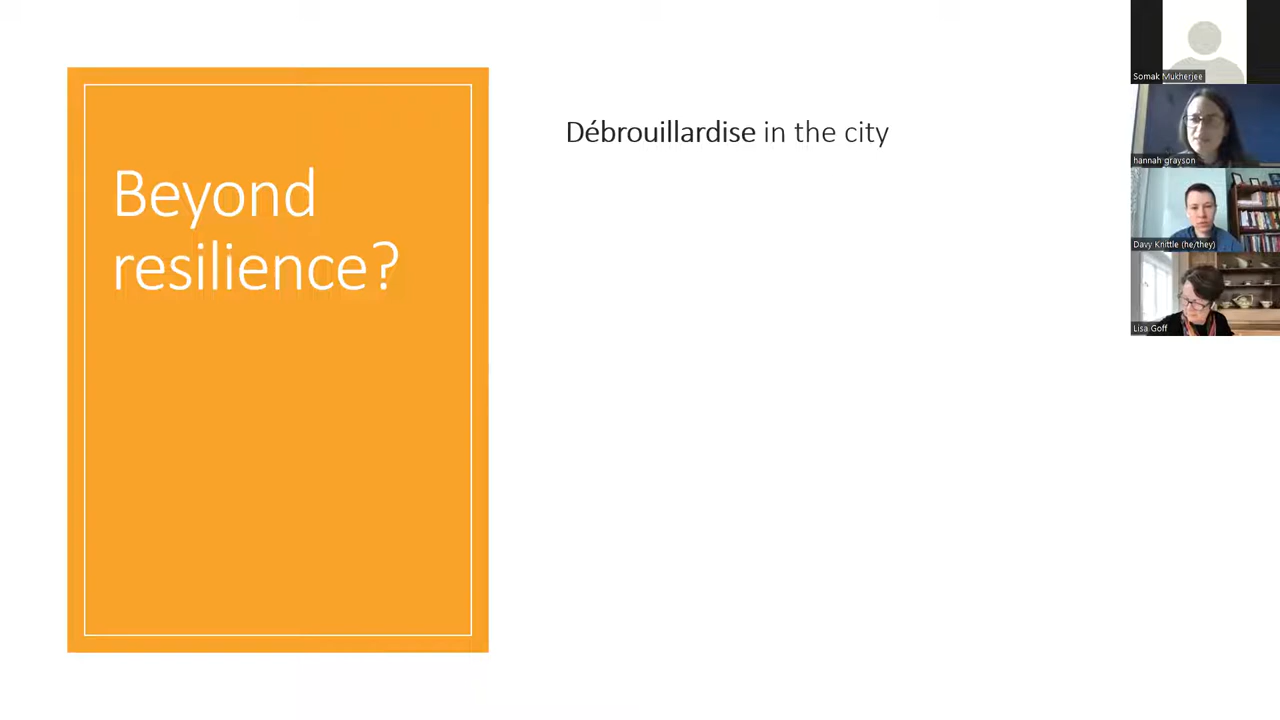 Beyond
resilience?
Débrouillardise in the city
Somak Mukherjee
hannah grayson
Davy Knittle (he/they)
Lisa Goff